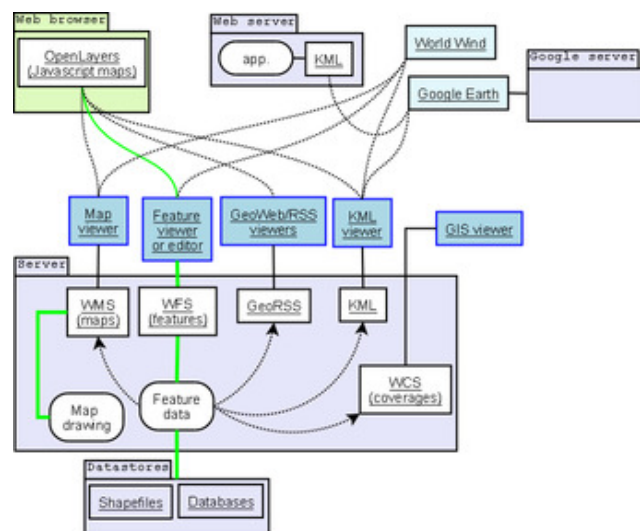 Web browser
OpenLayers
(Javascript maps)
Web server
app.
KML
World Wind
Google Earth
Google server
Map
viewer
Feature
viewer
or editor
GeoWeb/RSS
viewers
KML
viewer
GIS viewer
Server
WMS
(maps)
WFS
(features)
GeoRSS
KML
WCS
(coverages)
Map
drawing
Feature
data
Datastores
Shapefiles
Databases